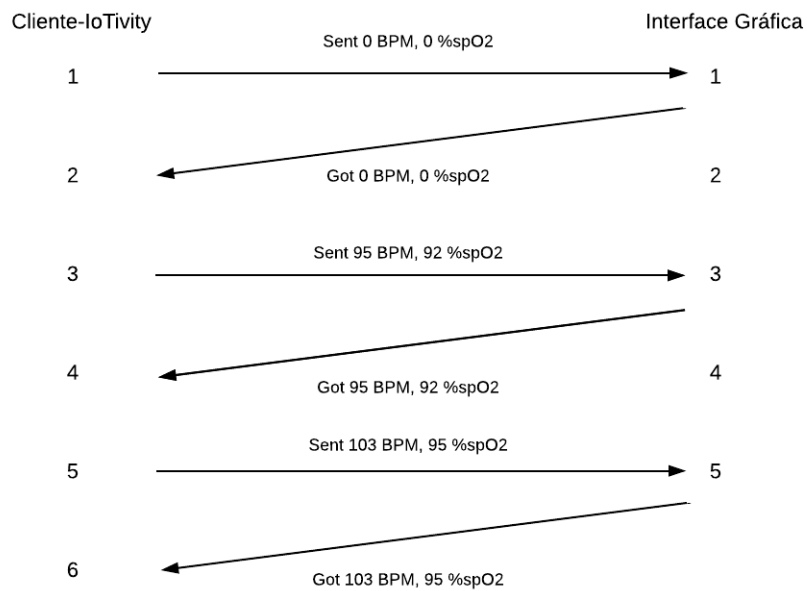 Cliente-IoTivity
Interface Gráfica
Sent 0 BPM, 0 %spO2
1
1
2
Got 0 BPM, 0 %spO2
2
Sent 95 BPM, 92 %spO2
3
3
4
Got 95 BPM, 92 %spO2
4
Sent 103 BPM, 95 %spO2
5
5
6
Got 103 BPM, 95 %spO2